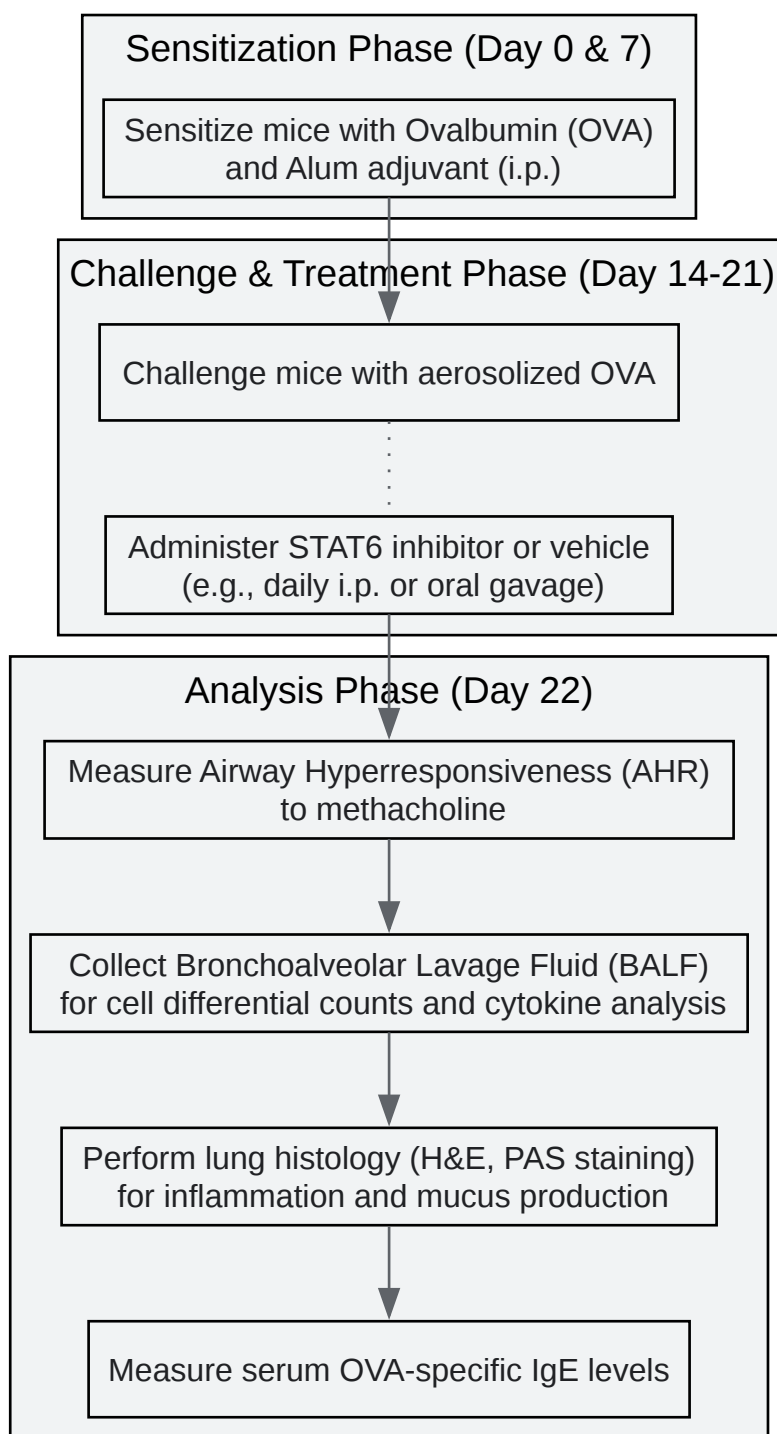 Sensitization Phase (Day 0 & 7)
Sensitize mice with Ovalbumin (OVA)
and Alum adjuvant (i.p.)
Challenge & Treatment Phase (Day 14-21)
Challenge mice with aerosolized OVA
Administer STAT6 inhibitor or vehicle
(e.g., daily i.p. or oral gavage)
Analysis Phase (Day 22)
Measure Airway Hyperresponsiveness (AHR)
to methacholine
Collect Bronchoalveolar Lavage Fluid (BALF)
for cell differential counts and cytokine analysis
Perform lung histology (H&E, PAS staining)
for inflammation and mucus production
Measure serum OVA-specific IgE levels